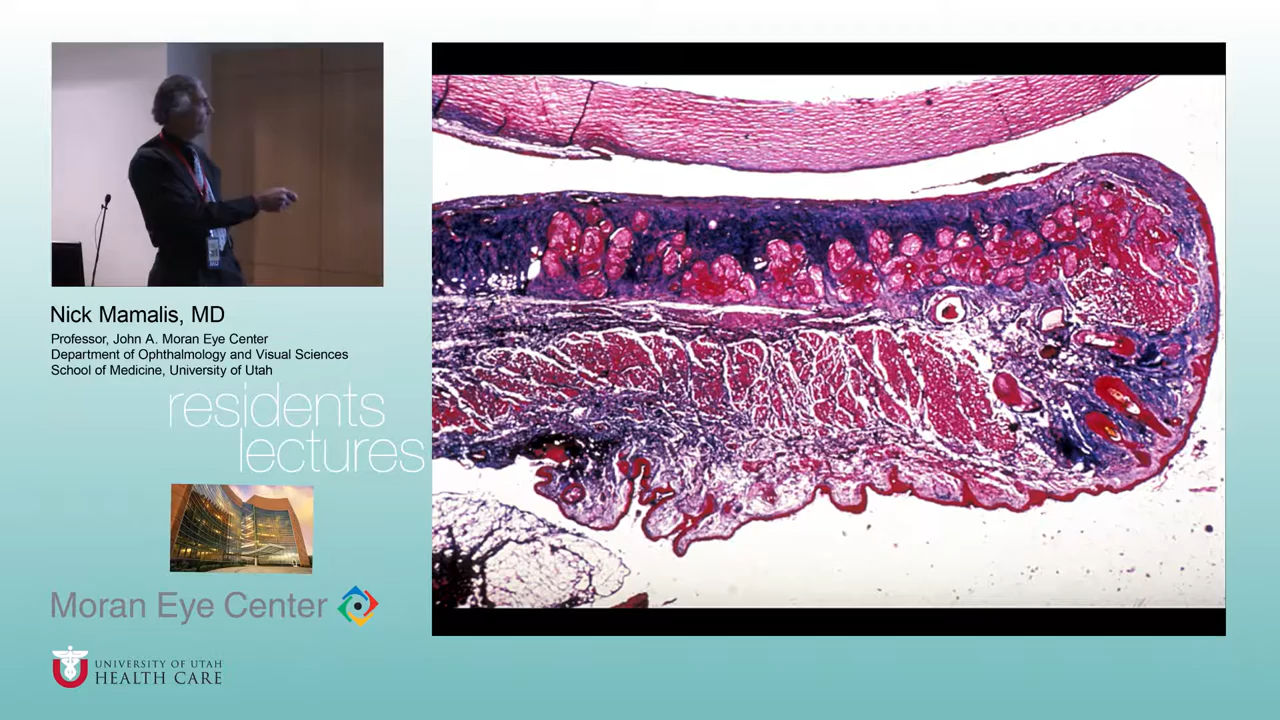 Nick Mamalis, MD
Professor, John A. Moran Eye Center
Department of Ophthalmology and Visual Sciences
School of Medicine, University of Utah
residents
lectures
Moran Eye Center
UNIVERSITY OF UTAH
HEALTH CARE